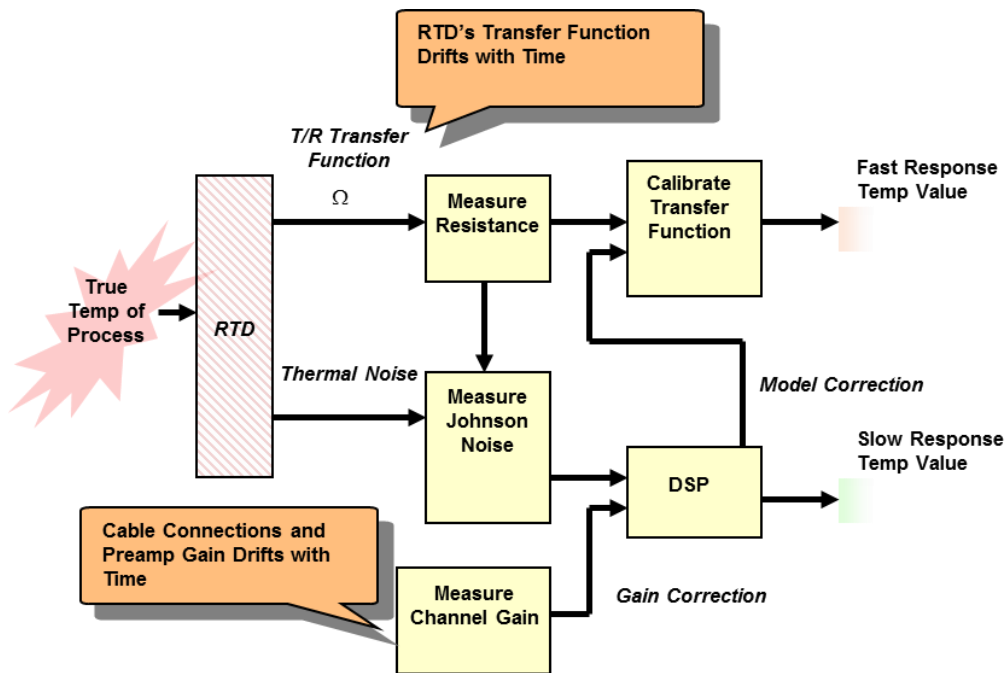 RTD's Transfer Function
Drifts with Time
T/R Transfer
Function
Ω
Measure
Resistance
Calibrate
Transfer
Function
Fast Response
Temp Value
True
Temp of
Process
RTD
Thermal Noise
Measure
Johnson
Noise
Model Correction
DSP
Slow Response
Temp Value
Cable Connections and
Preamp Gain Drifts with
Time
Measure
Channel Gain
Gain Correction